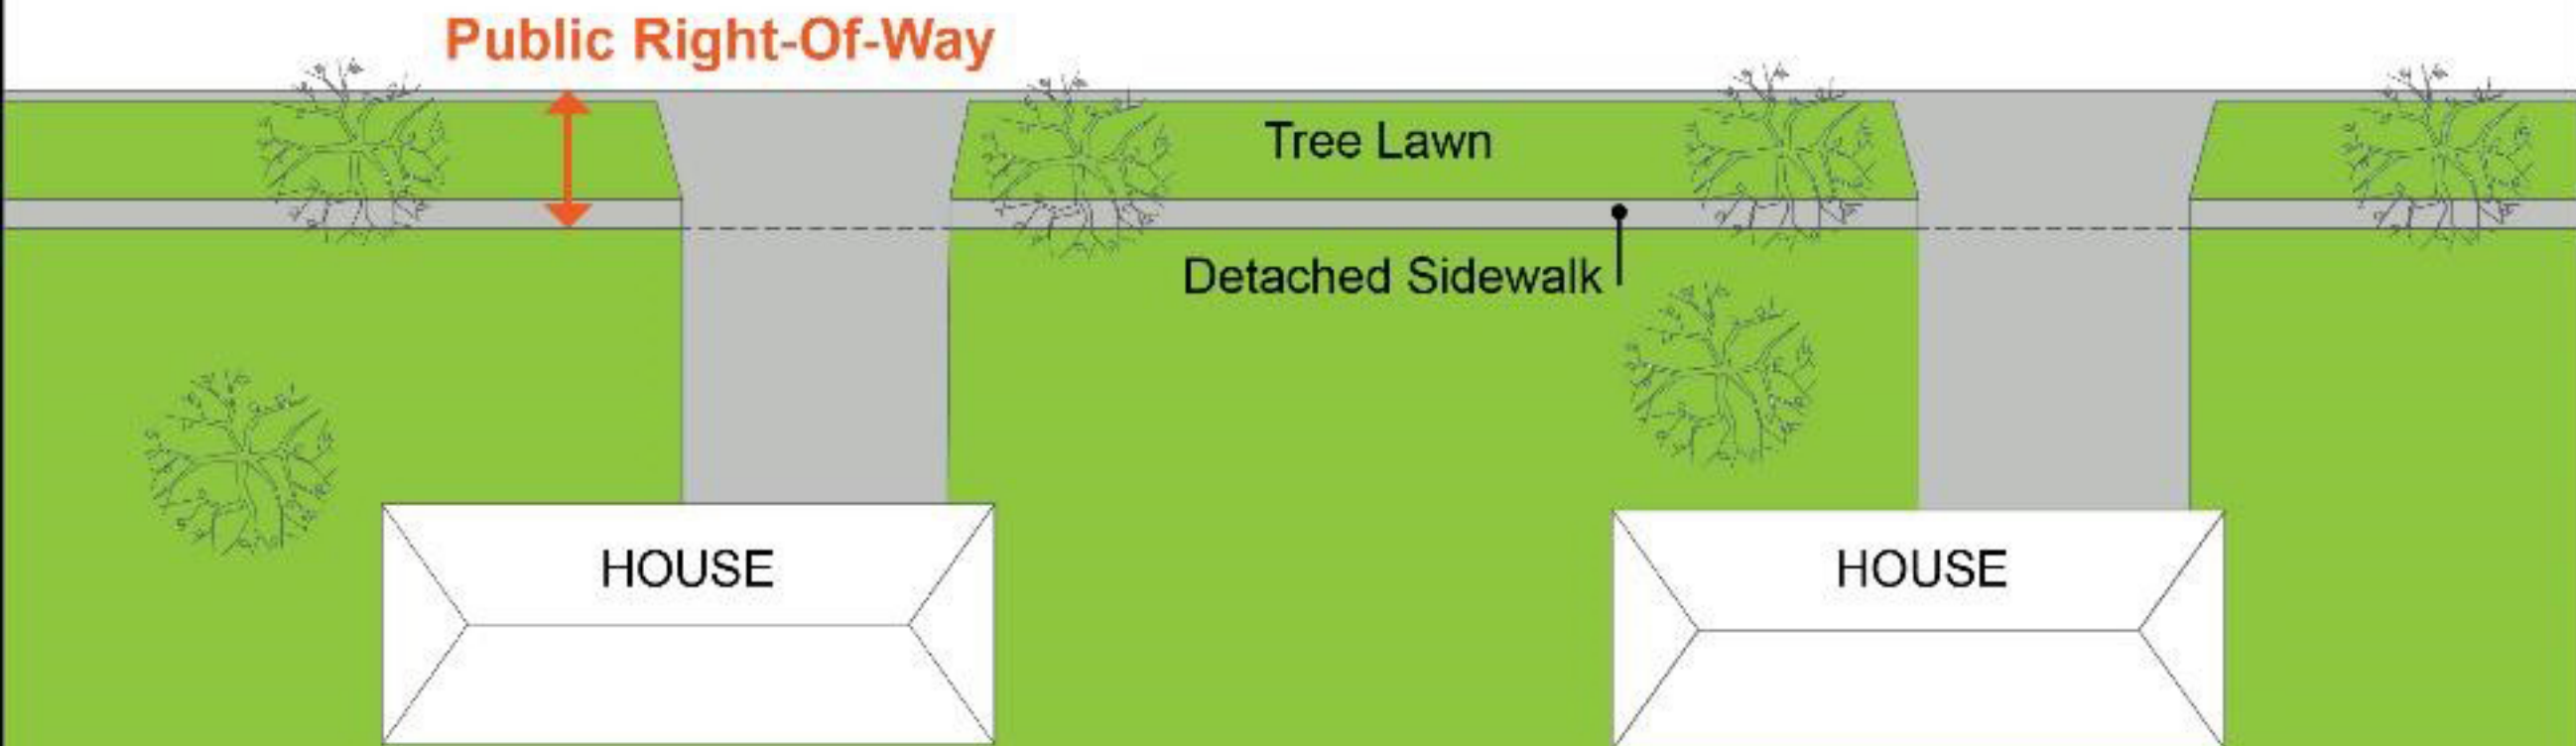 Public Right-Of-Way
Tree Lawn
Detached Sidewalk
HOUSE
HOUSE